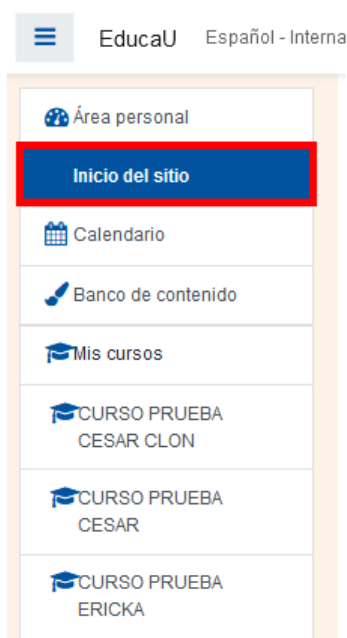 EducaU Español - Interna
Área personal
Inicio del sitio
Calendario
Banco de contenido
Mis cursos
CURSO PRUEBA
CESAR CLON
CURSO PRUEBA
CESAR
CURSO PRUEBA
ERICKA